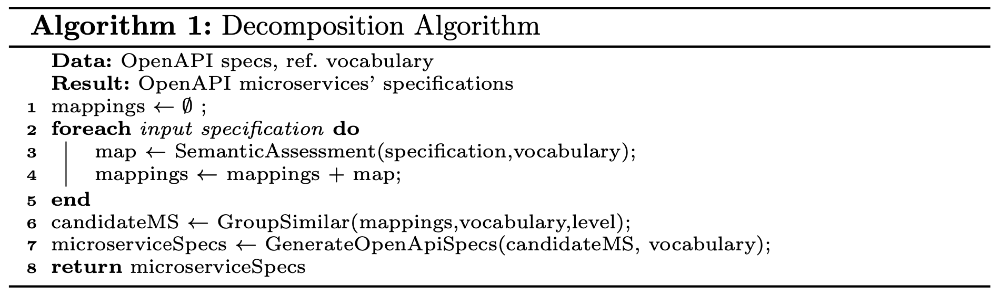 Algorithm 1: Decomposition Algorithm
Data: OpenAPI specs, ref. vocabulary
Result: OpenAPI microservices’ specifications
1 mappings ← ∅ ;
2 foreach input specification do
3 map ← SemanticAssessment(specification,vocabulary);
4 mappings ← mappings + map;
5 end
6 candidateMS ← GroupSimilar(mappings,vocabulary,level);
7 microserviceSpecs ← GenerateOpenApiSpecs(candidateMS, vocabulary);
8 return microserviceSpecs